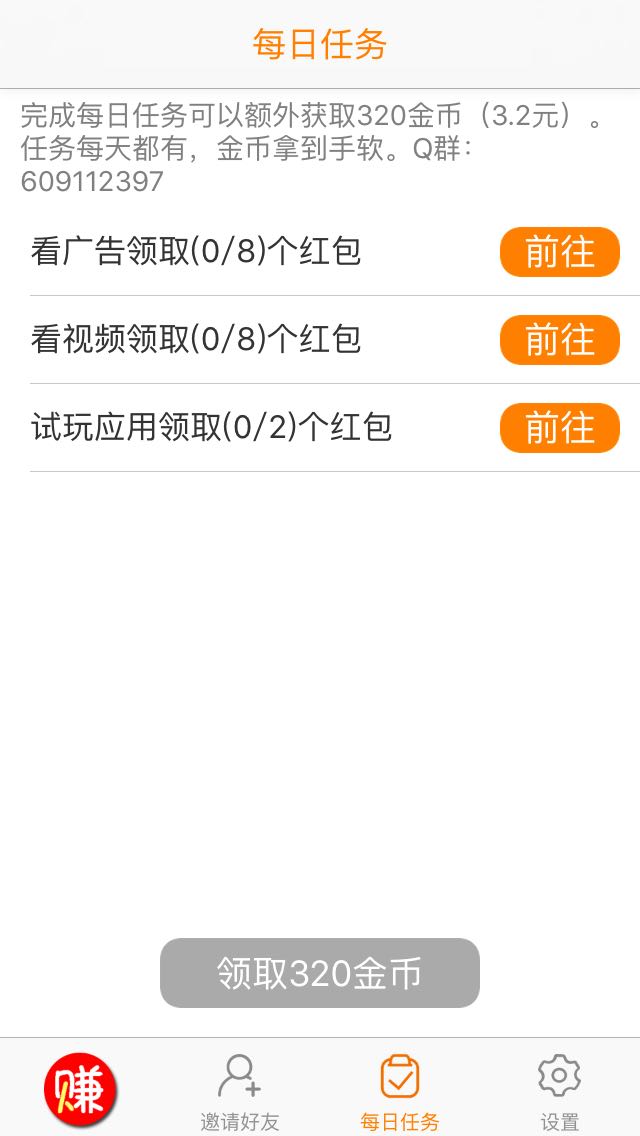 每日任务
完成每日任务可以额外获取320金币（3.2元）。
任务每天都有，金币拿到手软。Q群：
609112397
看广告领取(0/8)个红包
前往
看视频领取(0/8)个红包
前往
试玩应用领取(0/2)个红包
前往
领取320金币
赚
邀请好友
每日任务
设置